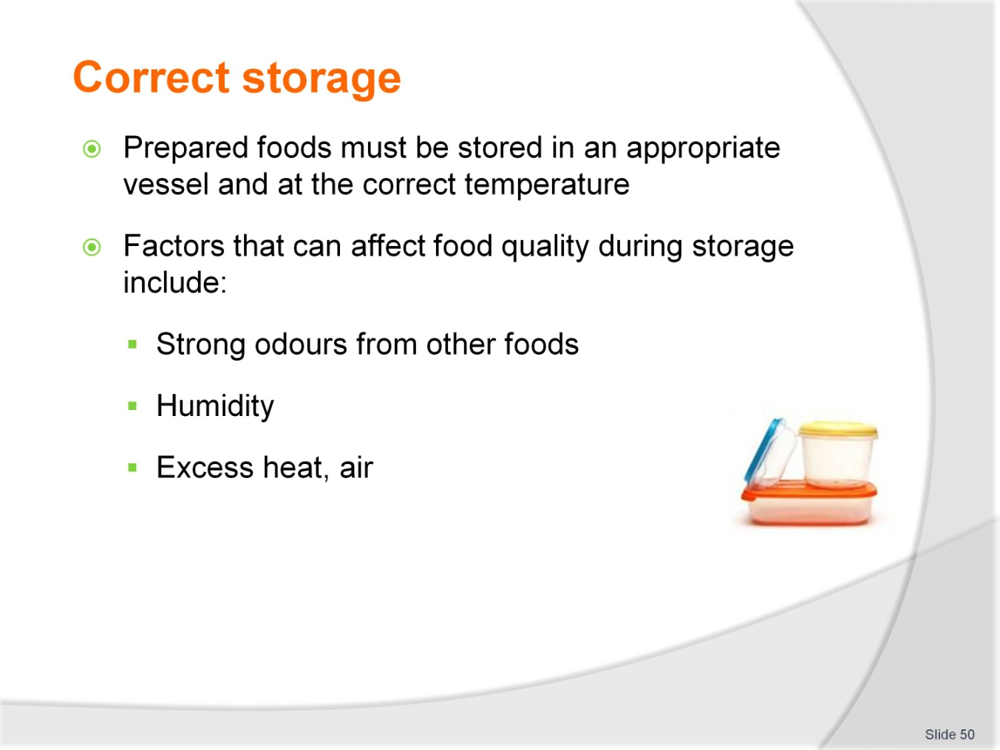 Correct storage
Prepared foods must be stored in an appropriate
vessel and at the correct temperature
Factors that can affect food quality during storage
include:
Strong odours from other foods
Humidity
Excess heat, air
Slide 50